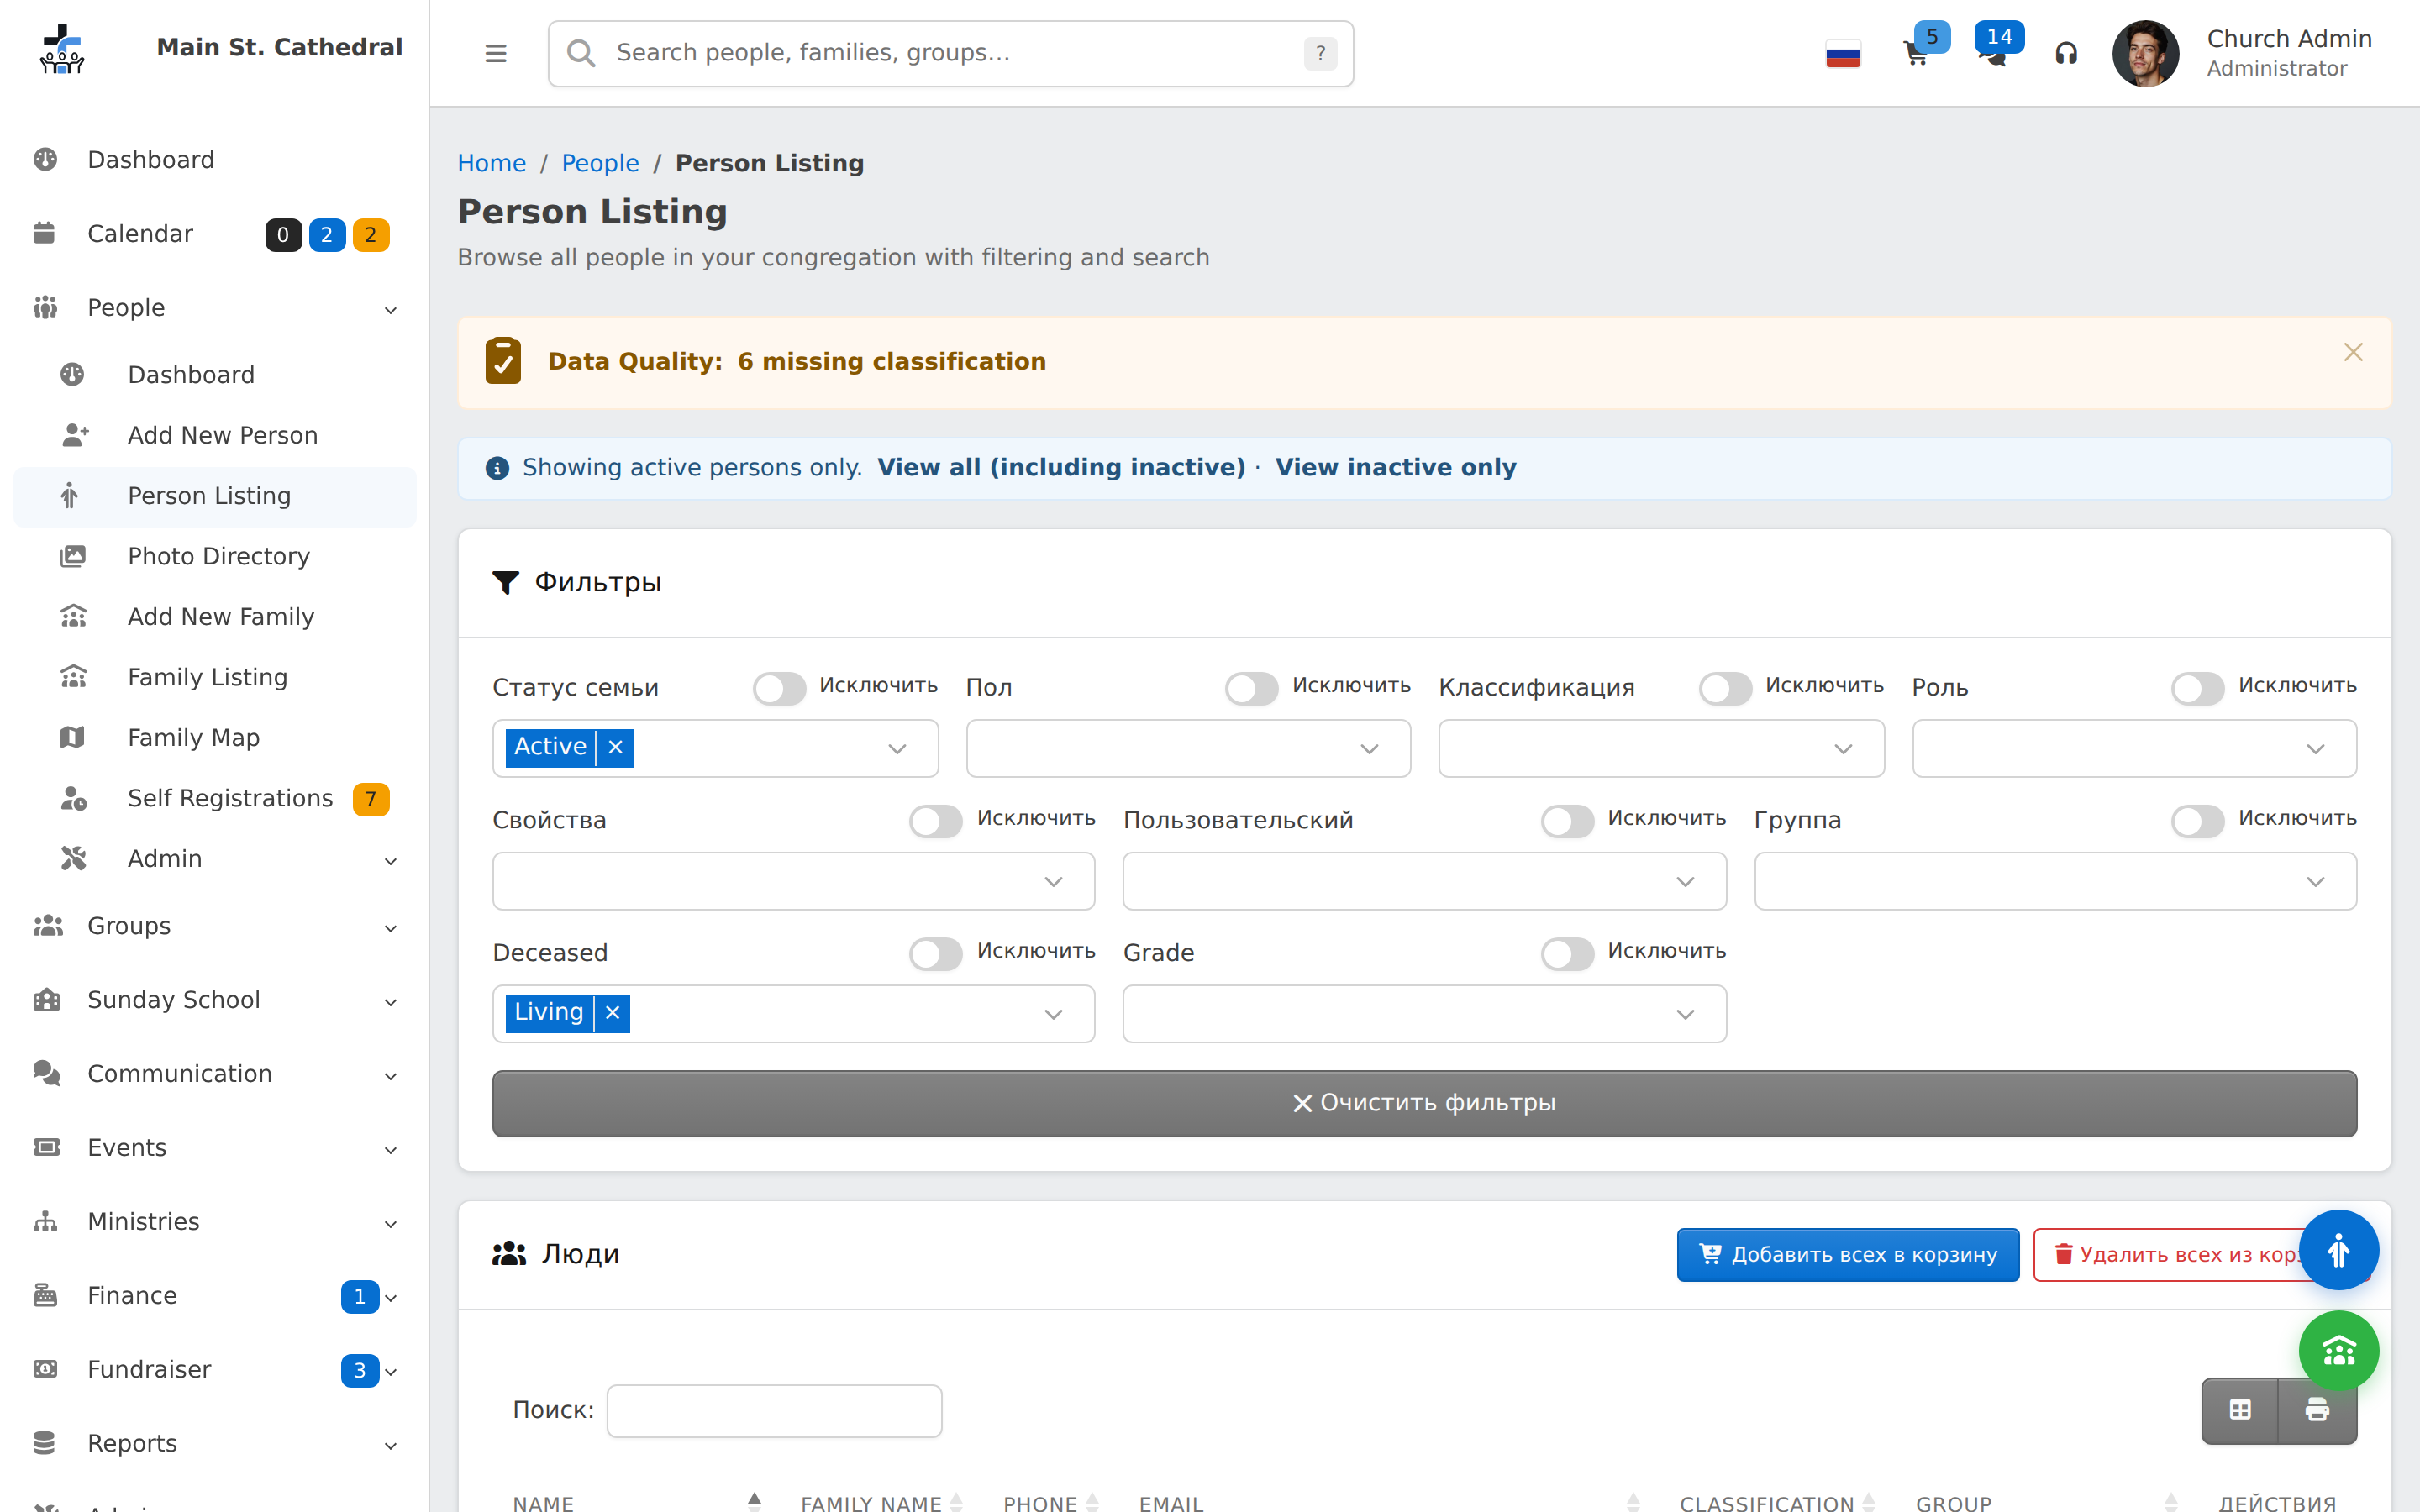 Main St. Cathedral
Search people, families, groups...
?
5
14
Church Admin
Administrator
Dashboard
Calendar 0 2 2
People
Dashboard
Add New Person
Person Listing
Photo Directory
Add New Family
Family Listing
Family Map
Self Registrations 7
Admin
Groups
Sunday School
Communication
Events
Ministries
Finance 1
Fundraiser 3
Reports
Home / People / Person Listing
Person Listing
Browse all people in your congregation with filtering and search
Data Quality: 6 missing classification
Showing active persons only. View all (including inactive) · View inactive only
Фильтры
Статус семьи Исключить Пол Исключить Классификация Исключить Роль Исключить
Active ×
Свойства Исключить Пользовательский Исключить Группа Исключить
Deceased Исключить Grade Исключить
Living ×
Очистить фильтры
Люди
Добавить всех в корзину
Удалить всех из
Поиск:
NAME FAMILY NAME PHONE EMAIL CLASSIFICATION GROUP ДЕЙСТВИЯ